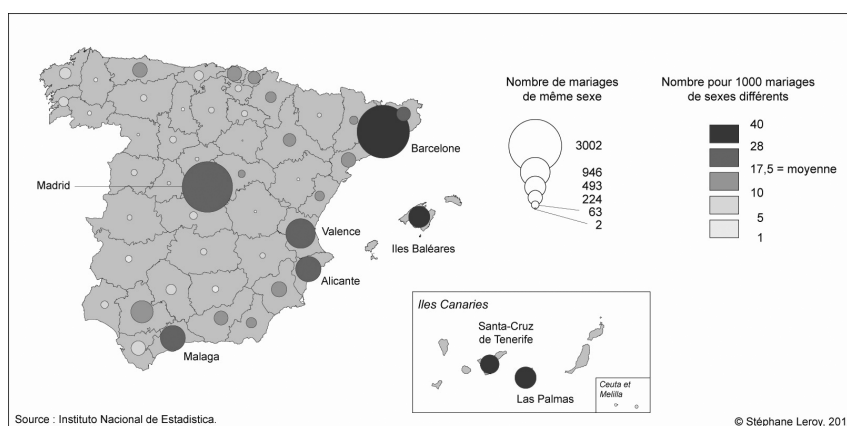 Nombre de mariages
de même sexe
3002
946
493
224
63
2
Nombre pour 1000 mariages
de sexes différents
40
28
17,5 = moyenne
10
5
1
Barcelone
Madrid
Valence
Iles Baléares
Alicante
Malaga
Iles Canaries
Santa-Cruz
de Tenerife
Las Palmas
Ceuta et
Melilla
Source : Instituto Nacional de Estadistica.
© Stéphane Leroy, 201